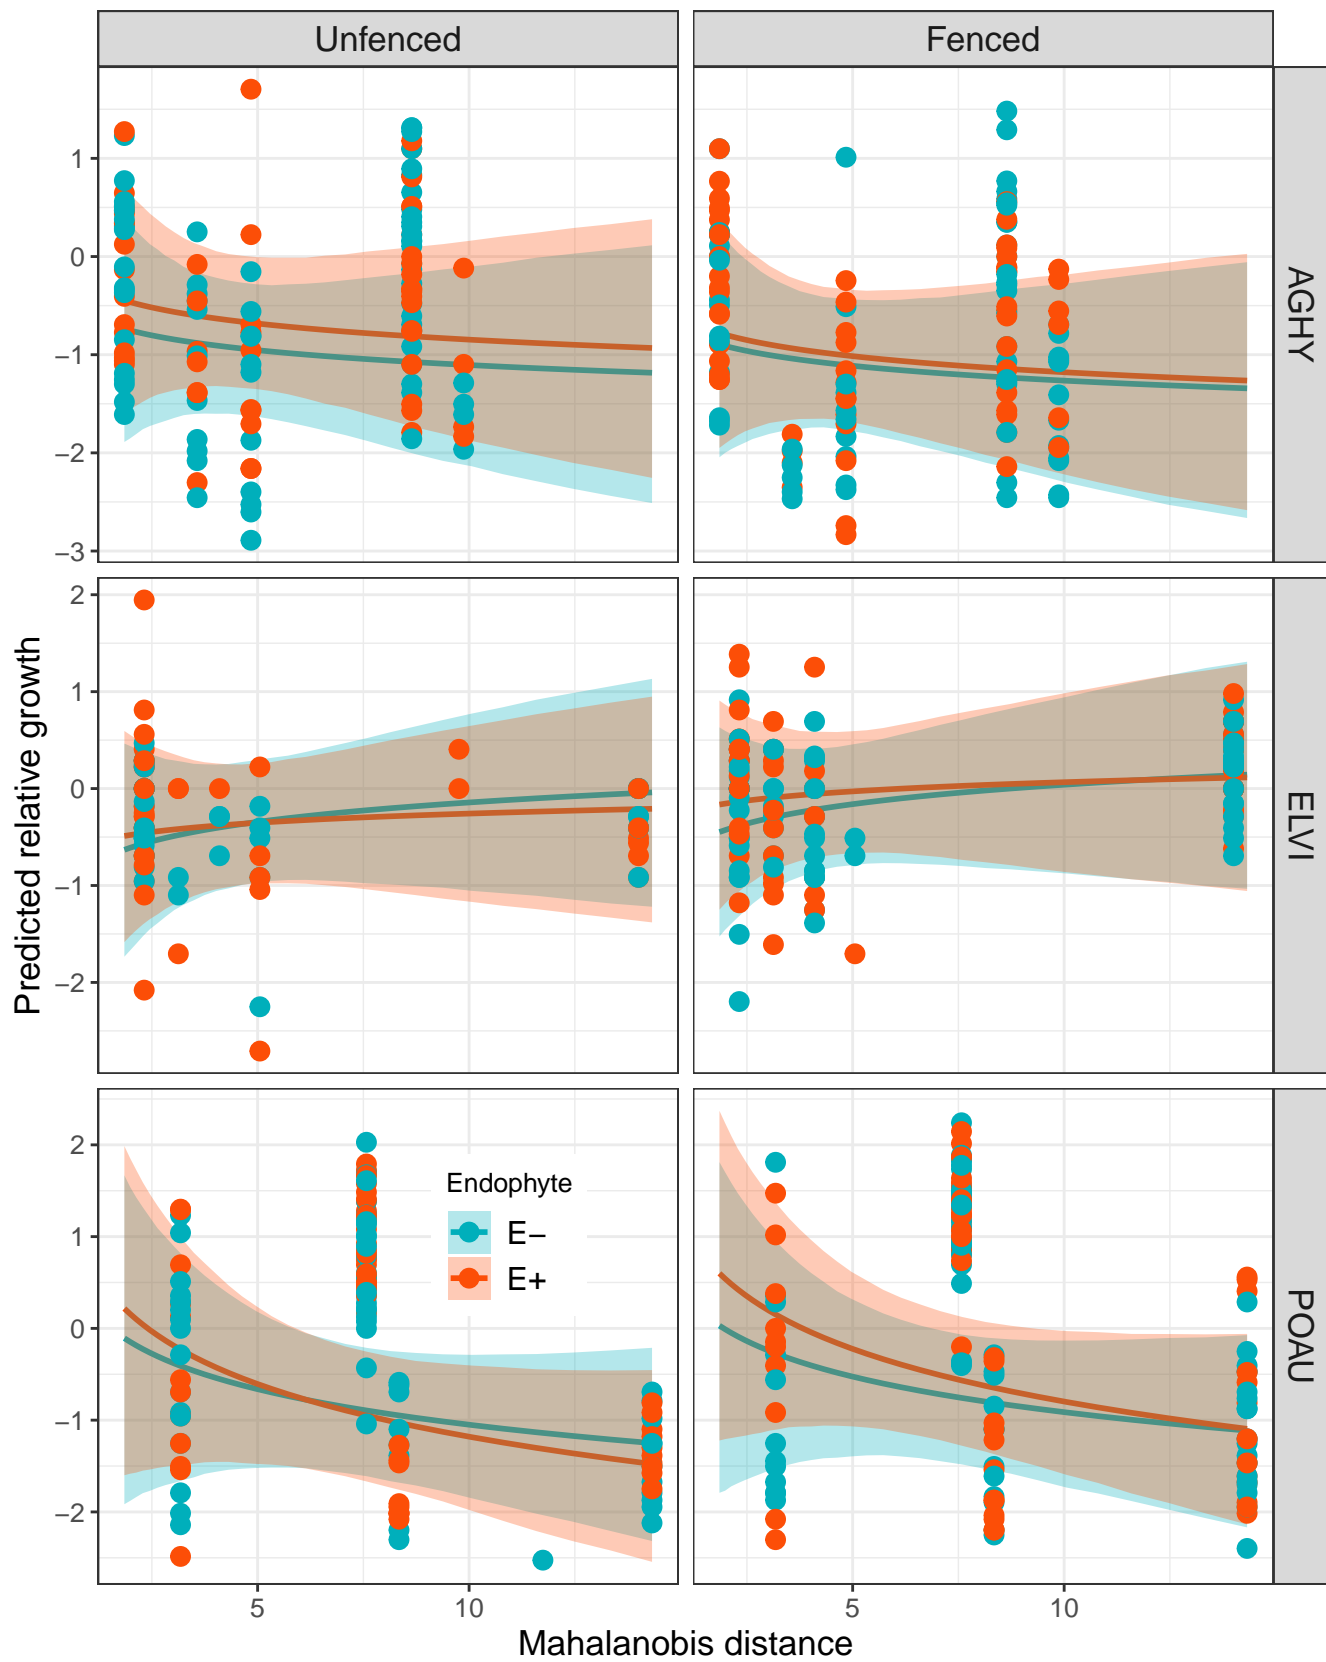 Unfenced
Fenced
1
0
−1
−2
−3
AGHY
2
1
0
−1
−2
ELVI
Predicted relative growth
2
1
0
−1
−2
POAU
Endophyte
E−
E+
5
10
5
10
Mahalanobis distance